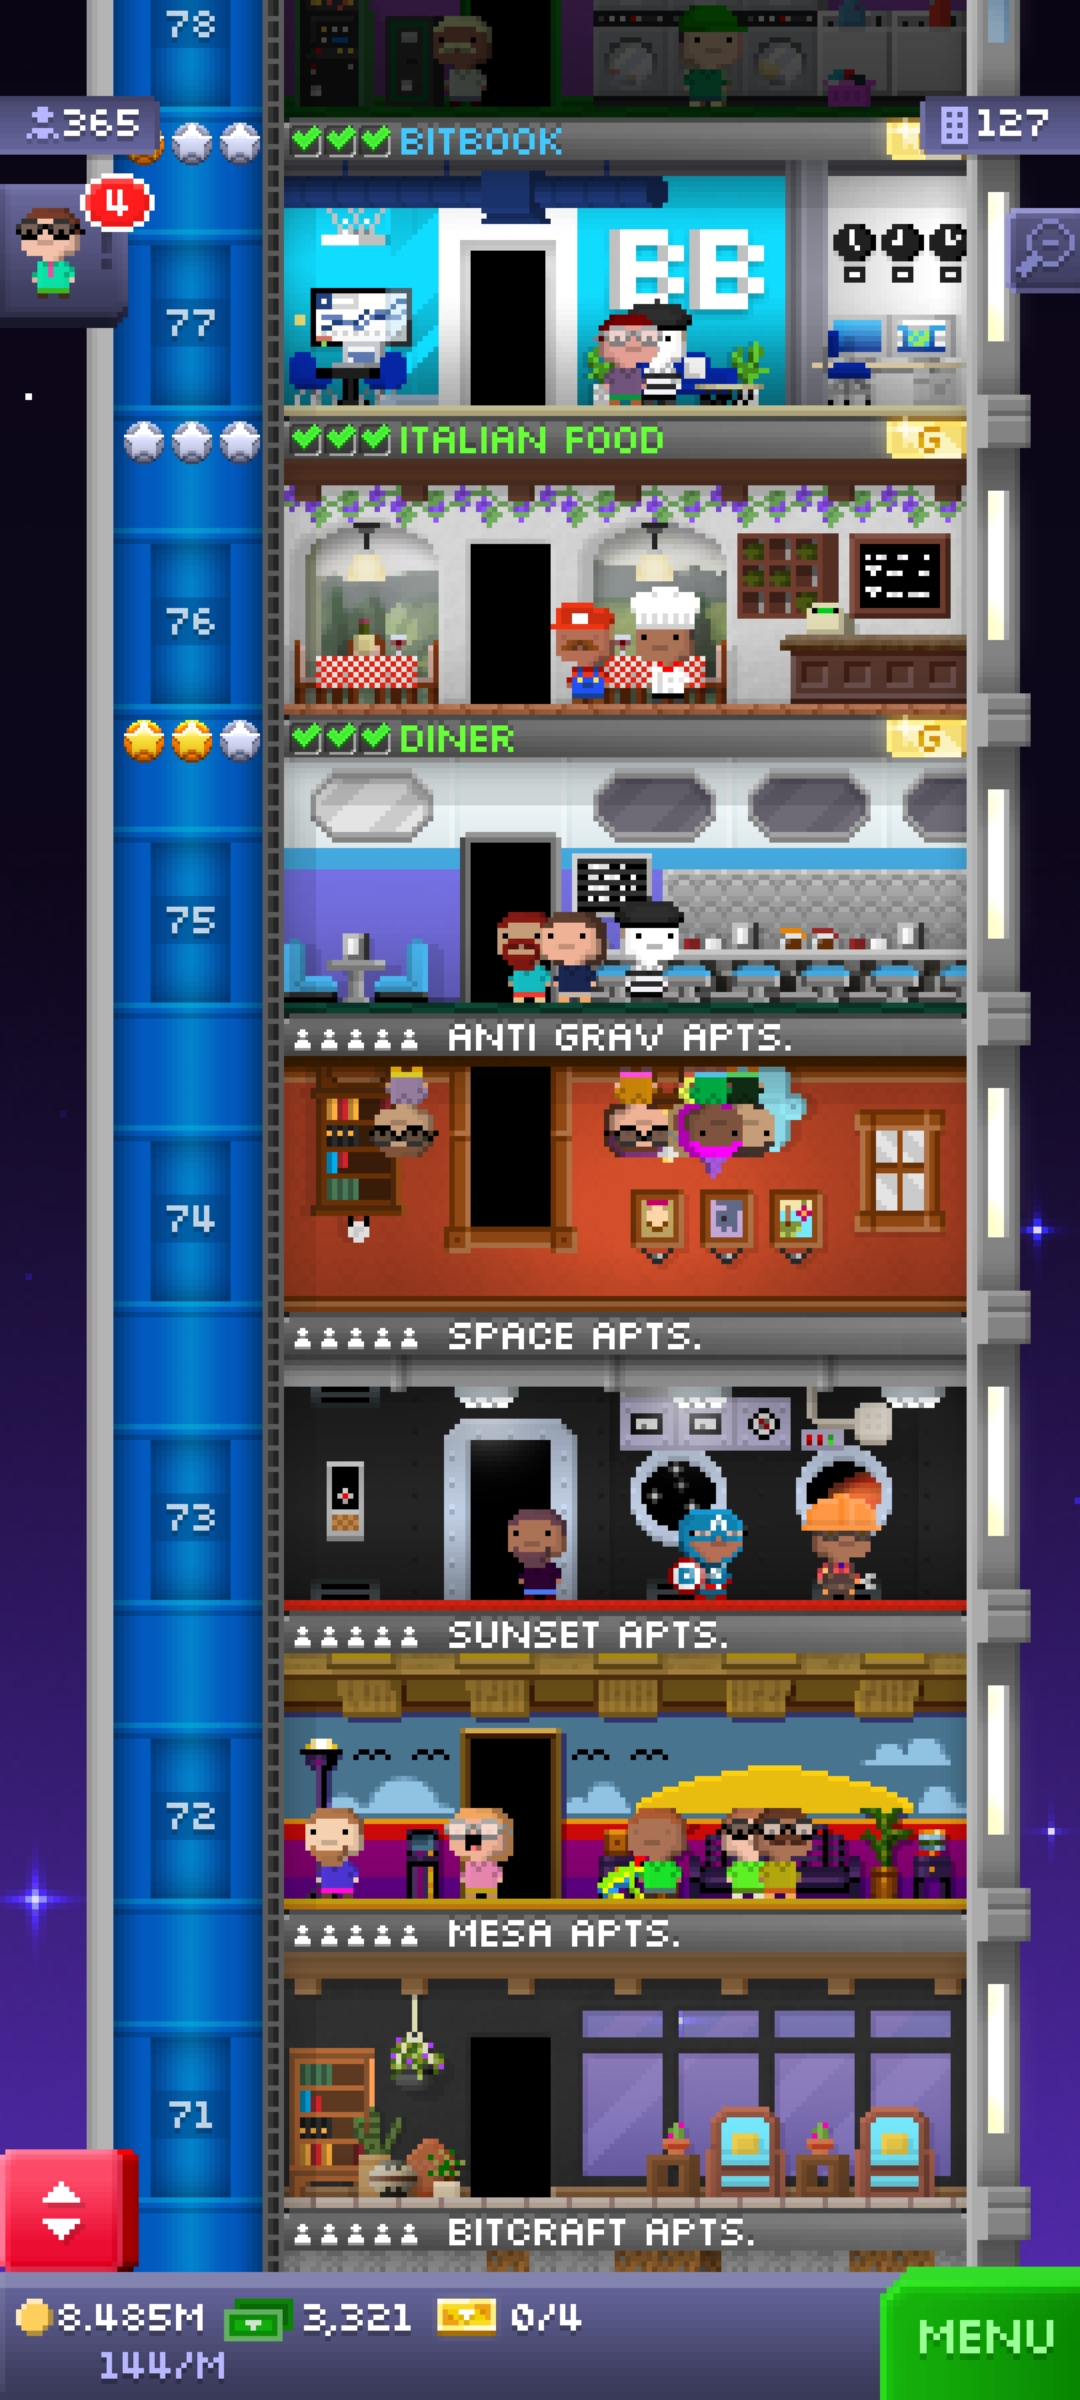 78
365
BITBOOK
127
4
BB
77
ITALIAN FOOD
G
76
DINER
G
75
ANTI GRAV APTS.
74
SPACE APTS.
73
SUNSET APTS.
72
MESA APTS.
71
BITCRAFT APTS.
8.485M 3,321 0/4
144/M
MENU